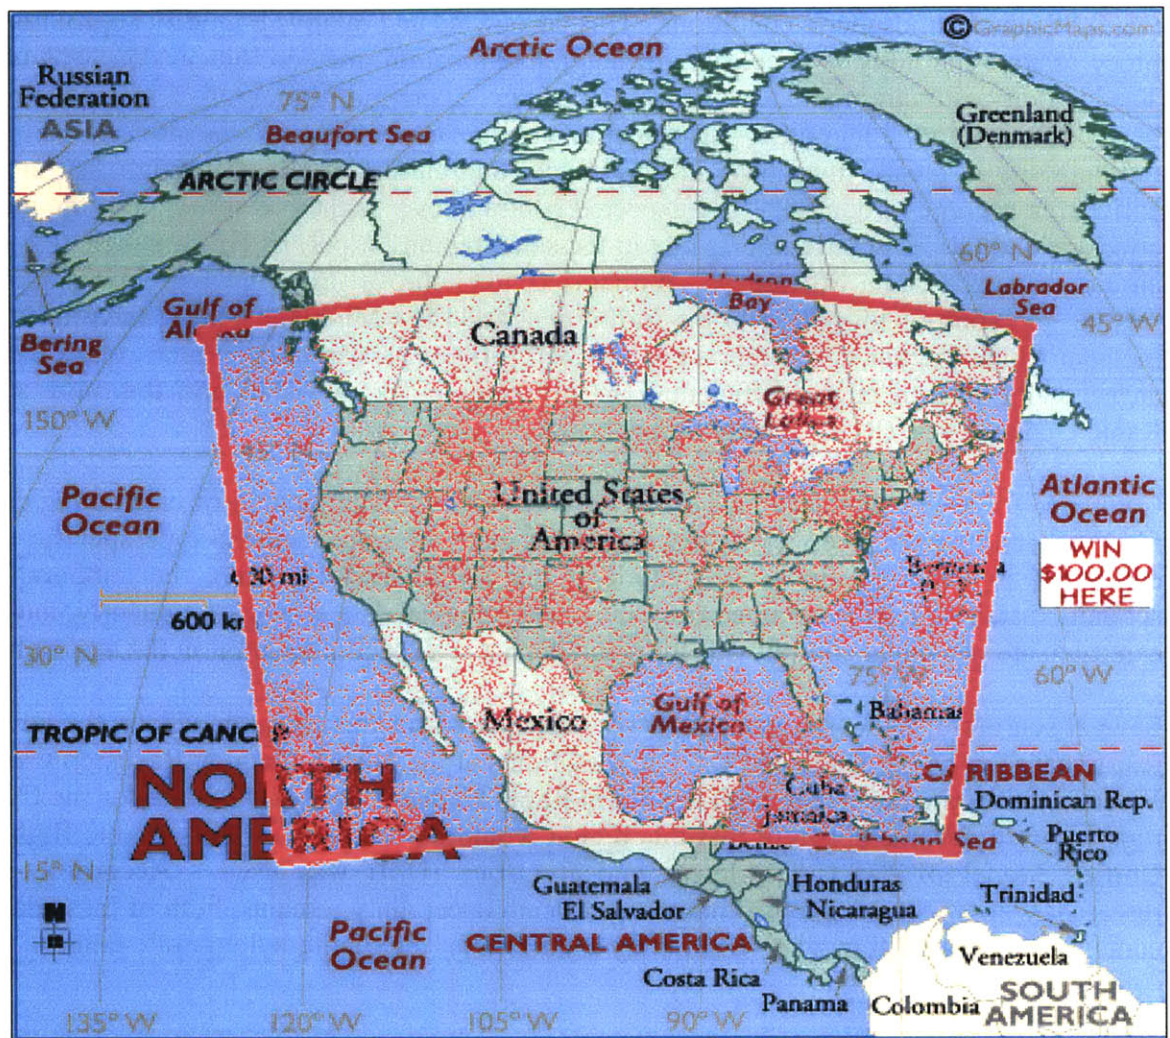 © GraphicMaps.com
Arctic Ocean
Russian
Federation
ASIA
75° N
Beaufort Sea
Greenland
(Denmark)
ARCTIC CIRCLE
60° N
Gulf of
Bay
Labrador
Sea
45° W
Bering
Sea
Canada
Great
Lakes
150° W
45° N
Pacific
Ocean
United States
of
America
Atlantic
Ocean
WIN
$100.00
HERE
600 mi
600 km
30° N
75° W
60° W
Gulf of
Mexico
Bahamas
Mexico
TROPIC OF CANCER
NORTH
AMERICA
Cuba
Jamaica
CARIBBEAN
Dominican Rep.
Caribbean Sea
Puerto
Rico
15° N
Guatemala
El Salvador
Honduras
Nicaragua
Trinidad
N
Pacific
Ocean
CENTRAL AMERICA
Costa Rica
Panama
Venezuela
Colombia
SOUTH
AMERICA
135° W
120° W
105° W
90° W